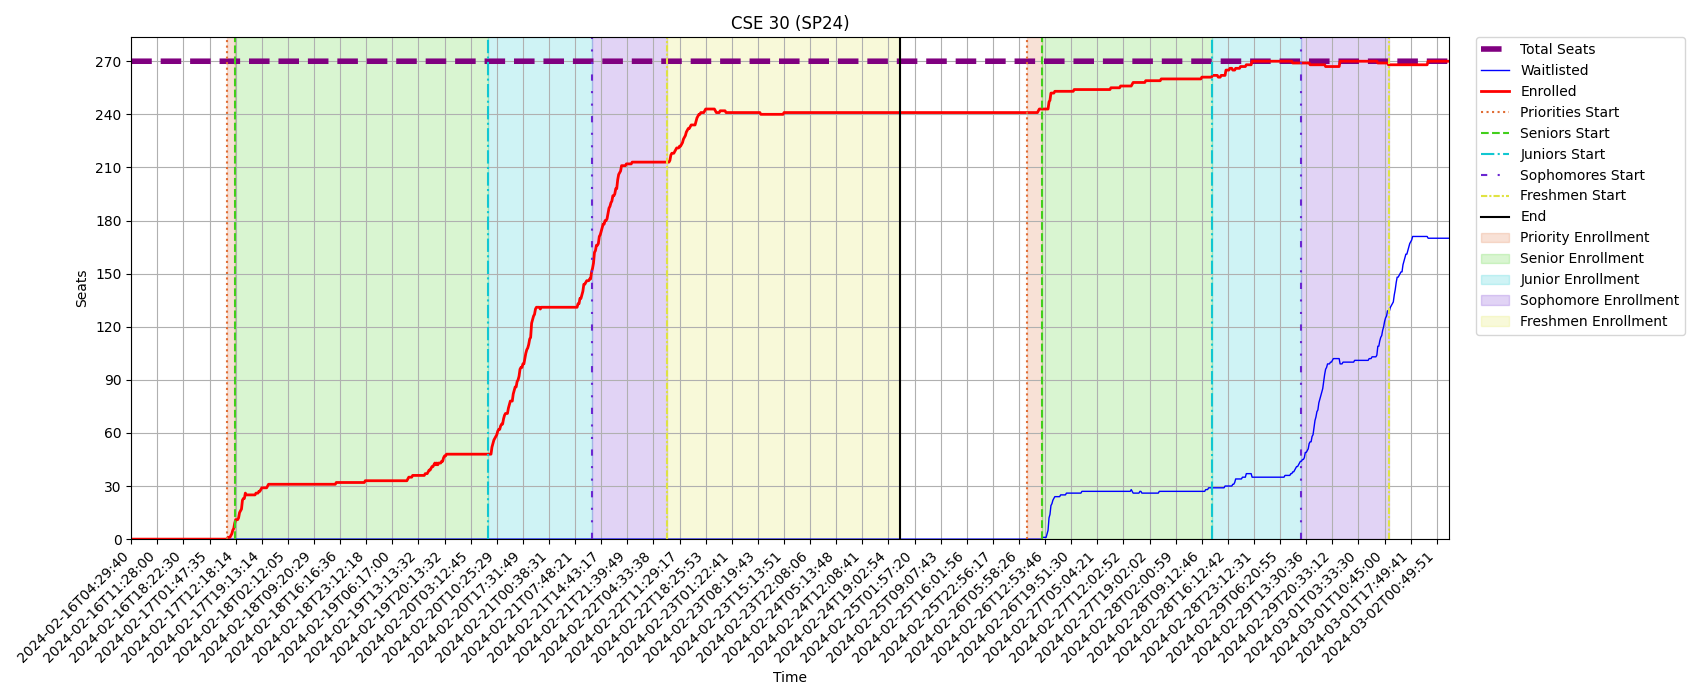 CSE 30 (SP24)
Seats
270
240
210
180
150
120
90
60
30
0
2024-02-16T04:29:40
2024-02-16T11:28:00
2024-02-16T18:22:30
2024-02-17T01:47:35
2024-02-17T12:18:14
2024-02-17T19:13:14
2024-02-18T02:12:05
2024-02-18T09:20:29
2024-02-18T16:16:36
2024-02-18T23:12:18
2024-02-19T06:17:00
2024-02-19T13:13:32
2024-02-19T20:13:32
2024-02-20T03:12:45
2024-02-20T10:25:29
2024-02-20T17:31:49
2024-02-21T00:38:31
2024-02-21T07:48:21
2024-02-21T14:43:17
2024-02-21T21:39:49
2024-02-22T04:33:38
2024-02-22T11:29:17
2024-02-22T18:25:53
2024-02-23T01:22:41
2024-02-23T08:19:43
2024-02-23T15:13:51
2024-02-23T22:08:06
2024-02-24T05:13:48
2024-02-24T12:08:41
2024-02-24T19:02:54
2024-02-25T01:57:20
2024-02-25T09:07:43
2024-02-25T16:01:56
2024-02-25T22:56:17
2024-02-26T05:58:26
2024-02-26T12:53:46
2024-02-26T19:51:30
2024-02-27T05:04:21
2024-02-27T12:02:52
2024-02-27T19:02:02
2024-02-28T02:00:59
2024-02-28T09:12:46
2024-02-28T16:12:42
2024-02-28T23:12:31
2024-02-29T06:20:55
2024-02-29T13:30:36
2024-02-29T20:33:12
2024-03-01T03:33:30
2024-03-01T10:45:00
2024-03-01T17:49:41
2024-03-02T00:49:51
Time
Total Seats
Waitlisted
Enrolled
Priorities Start
Seniors Start
Juniors Start
Sophomores Start
Freshmen Start
End
Priority Enrollment
Senior Enrollment
Junior Enrollment
Sophomore Enrollment
Freshmen Enrollment